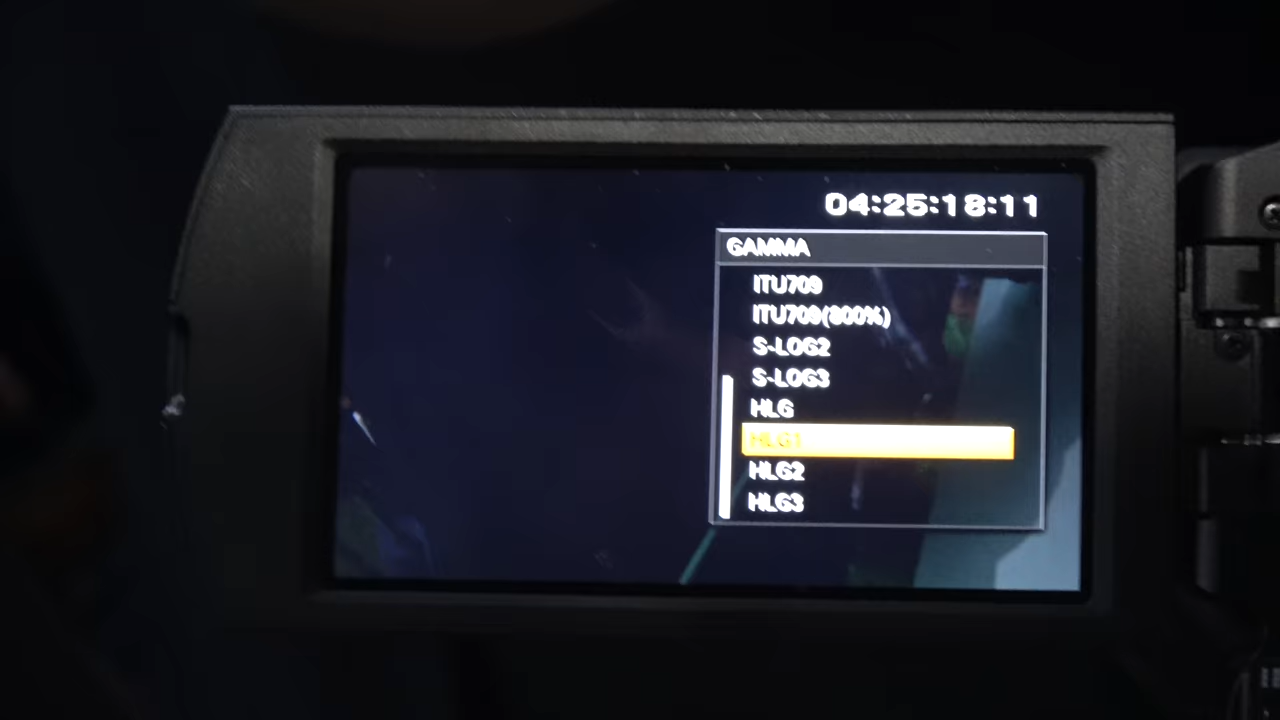 04:25:18:11
GAMMA
ITU709
ITU709(800%)
S-LOG2
S-LOG3
HLG
HLG1
HLG2
HLG3